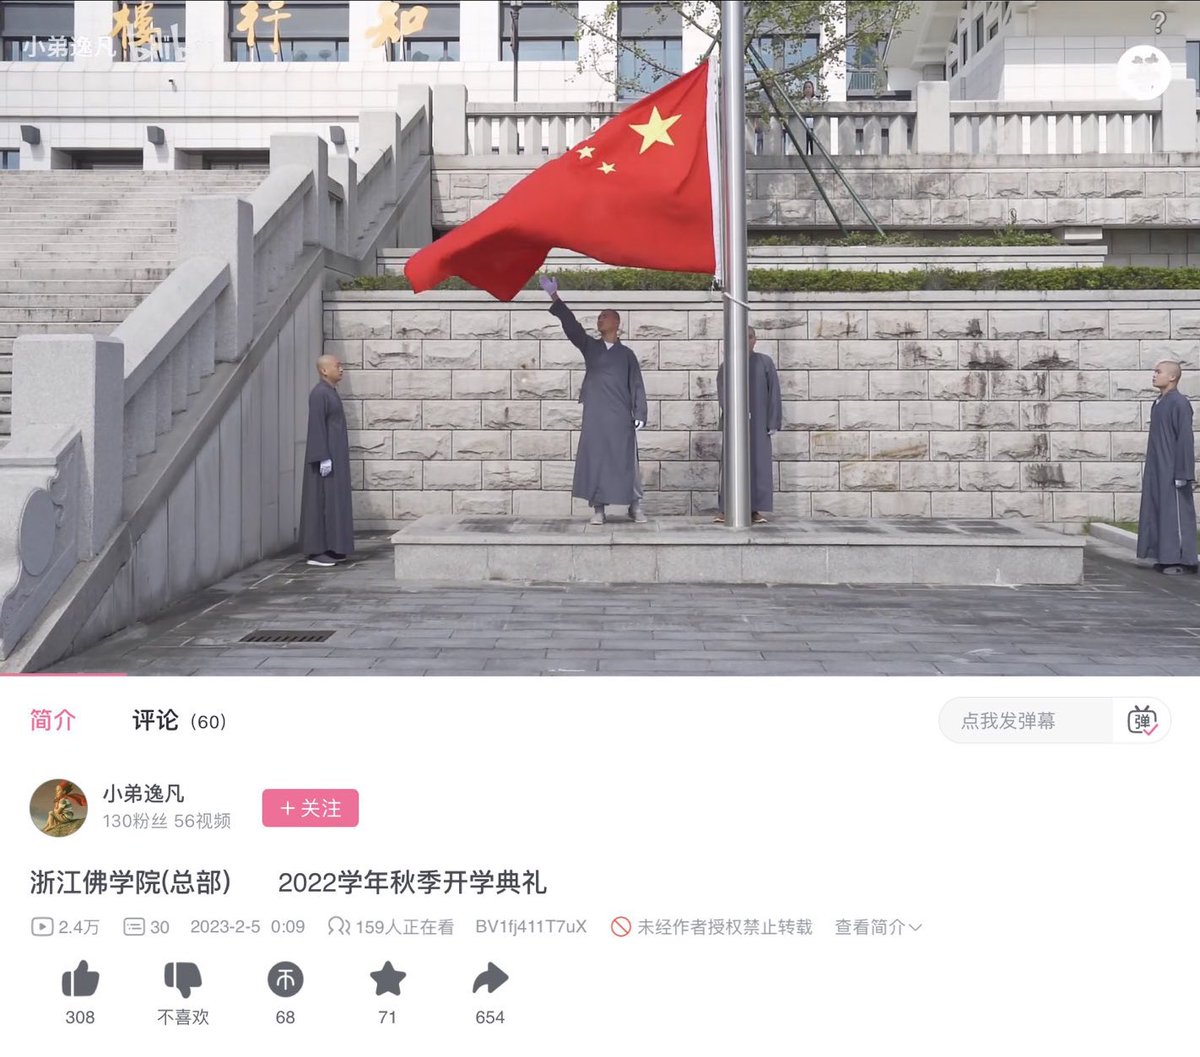 知行樓
小弟逸凡
?
简介 评论 (60) 点我发弹幕 弹
小弟逸凡
130粉丝 56视频
+ 关注
浙江佛学院(总部) 2022学年秋季开学典礼
2.4万 30 2023-2-5 0:09 159人正在看 BV1fj411T7uX 未经作者授权禁止转载 查看简介
308 不喜欢 68 71 654